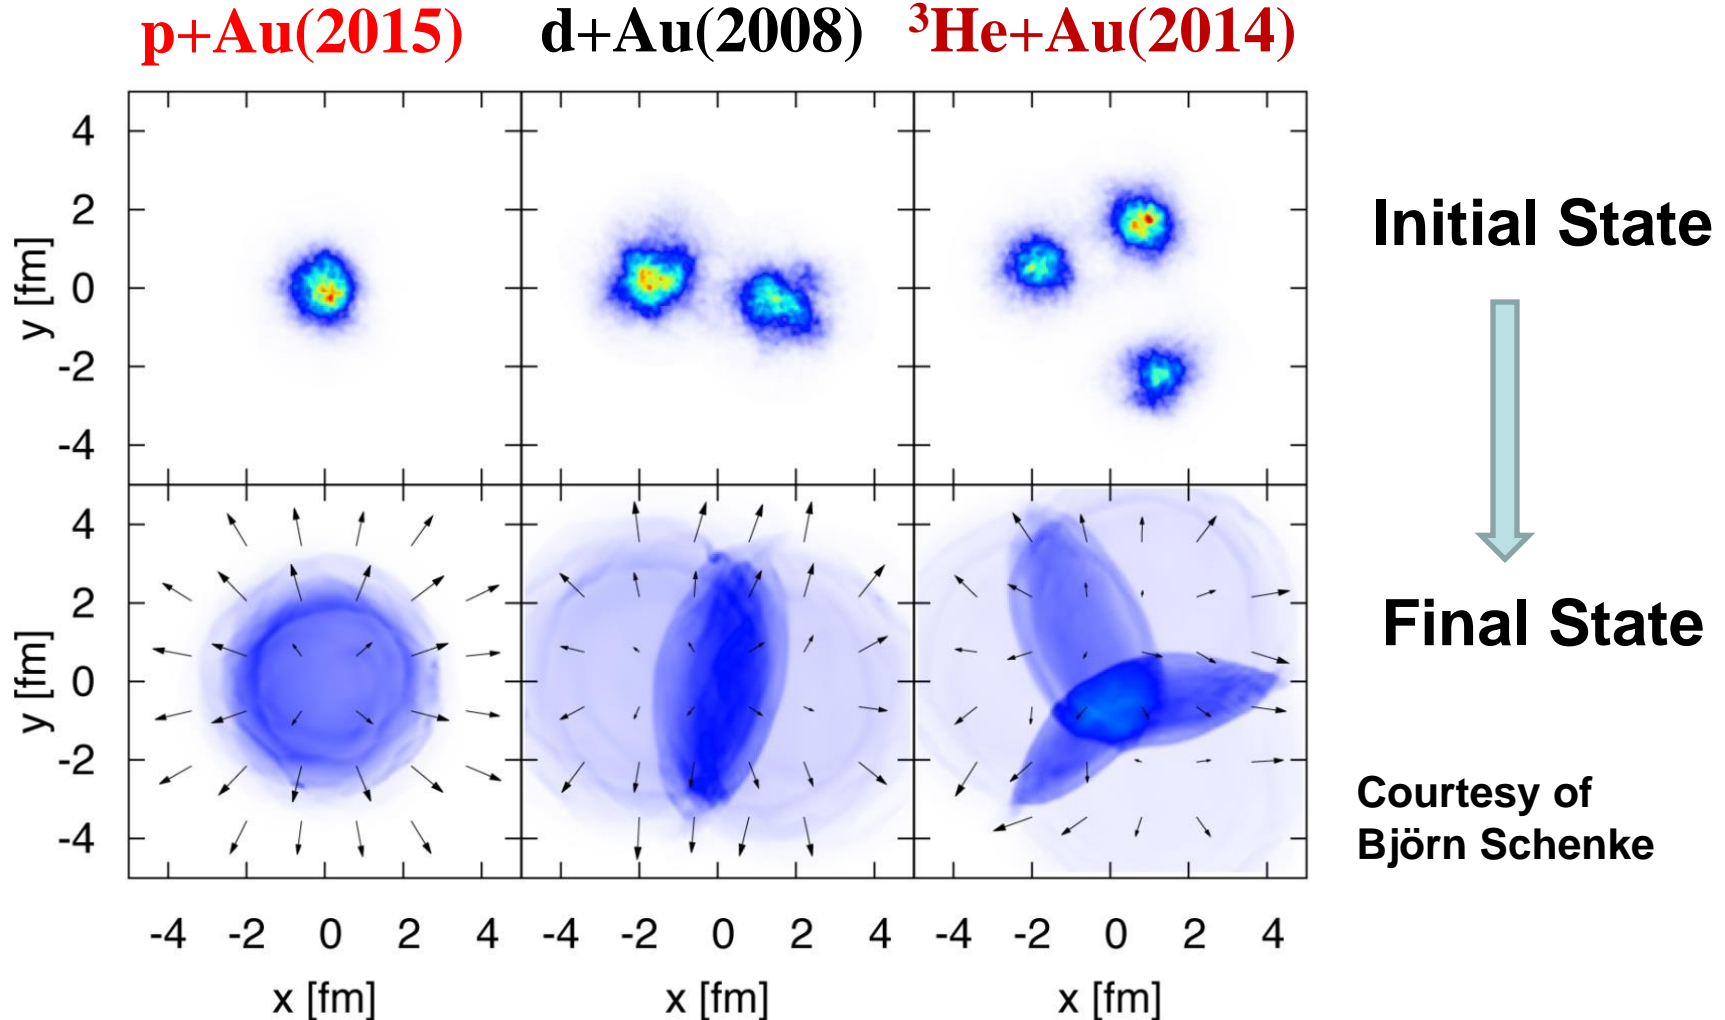 p+Au(2015) d+Au(2008) ³He+Au(2014)
4
2
0
-2
-4
y [fm]
Initial State
4
2
0
-2
-4
y [fm]
Final State
Courtesy of
Björn Schenke
-4 -2 0 2 4 -4 -2 0 2 4 -4 -2 0 2 4
x [fm] x [fm] x [fm]